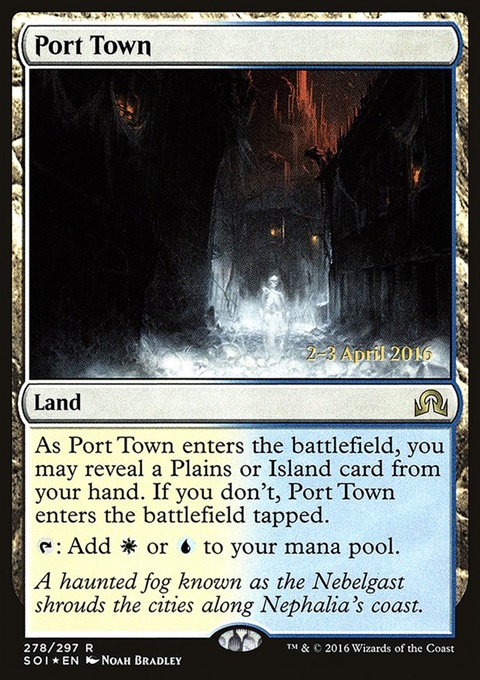 Port Town
2–3 April 2016
Land
As Port Town enters the battlefield, you
may reveal a Plains or Island card from
your hand. If you don't, Port Town
enters the battlefield tapped.
: Add or to your mana pool.
A haunted fog known as the Nebelgast
shrouds the cities along Nephalia's coast.
278/297 R
SOI★EN Noah Bradley
™ & © 2016 Wizards of the Coast